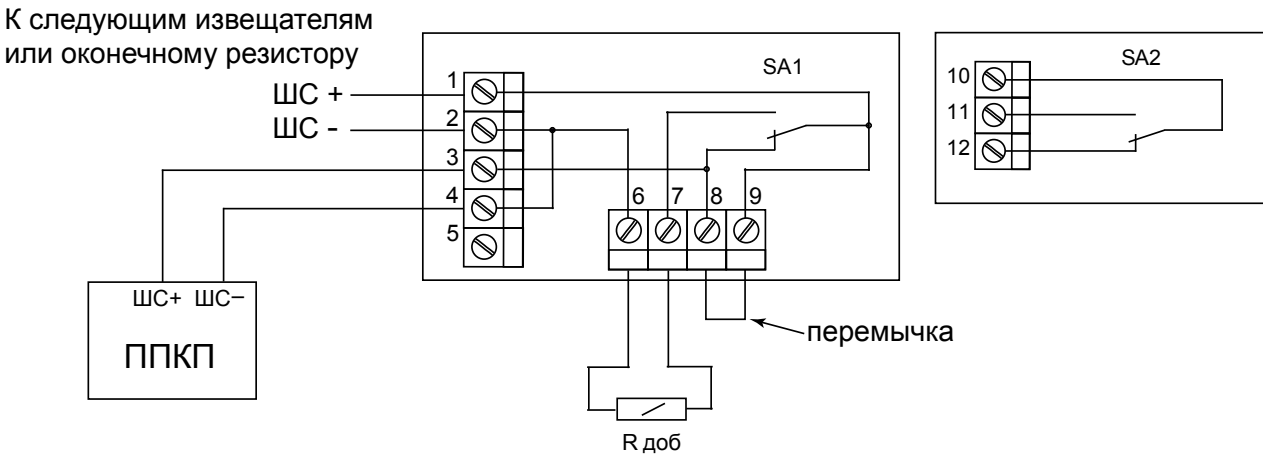 К следующим извещателям
или оконечному резистору
ШС +
ШС -
1
2
3
4
5
SA1
6 7 8 9
SA2
10
11
12
ШС+ ШС–
ППКП
перемычка
R доб